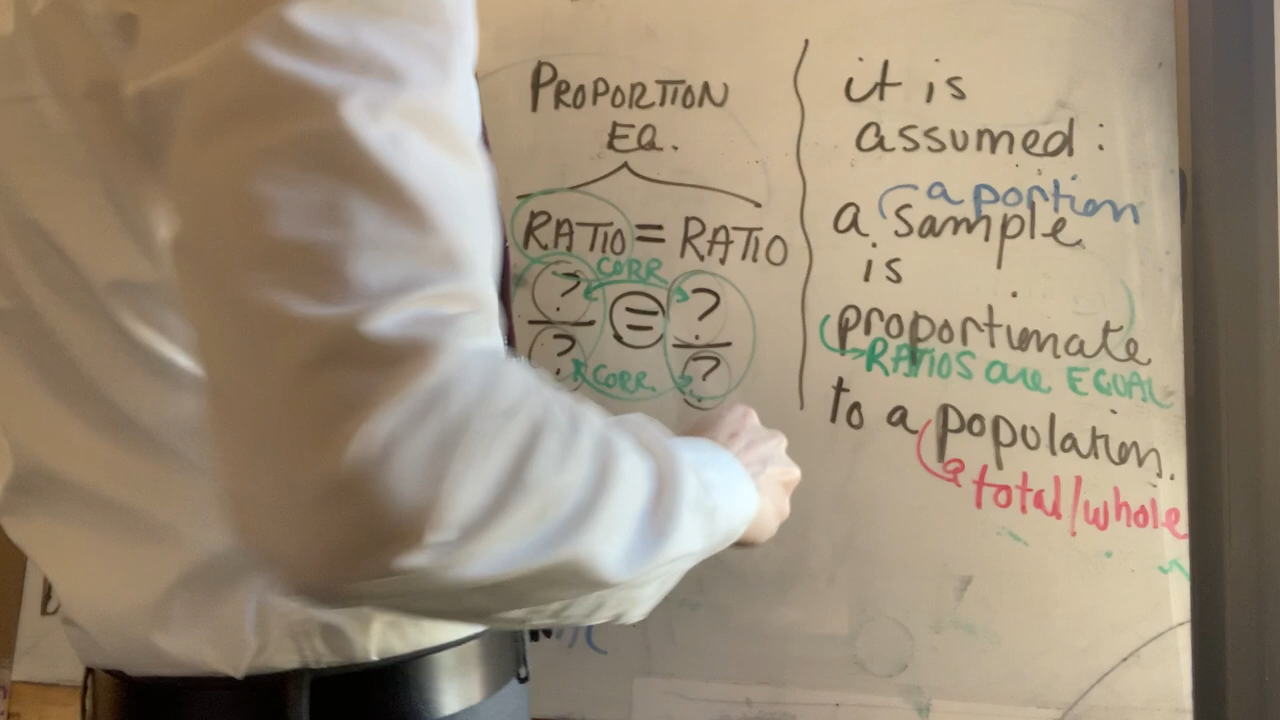 PROPORTION
EQ.
RATIO = RATIO
CORR
? = ?
? CORR. ?
it is
assumed:
a portion
a sample
is
proportionate
RATIOS are EQUAL
to a population.
total/whole